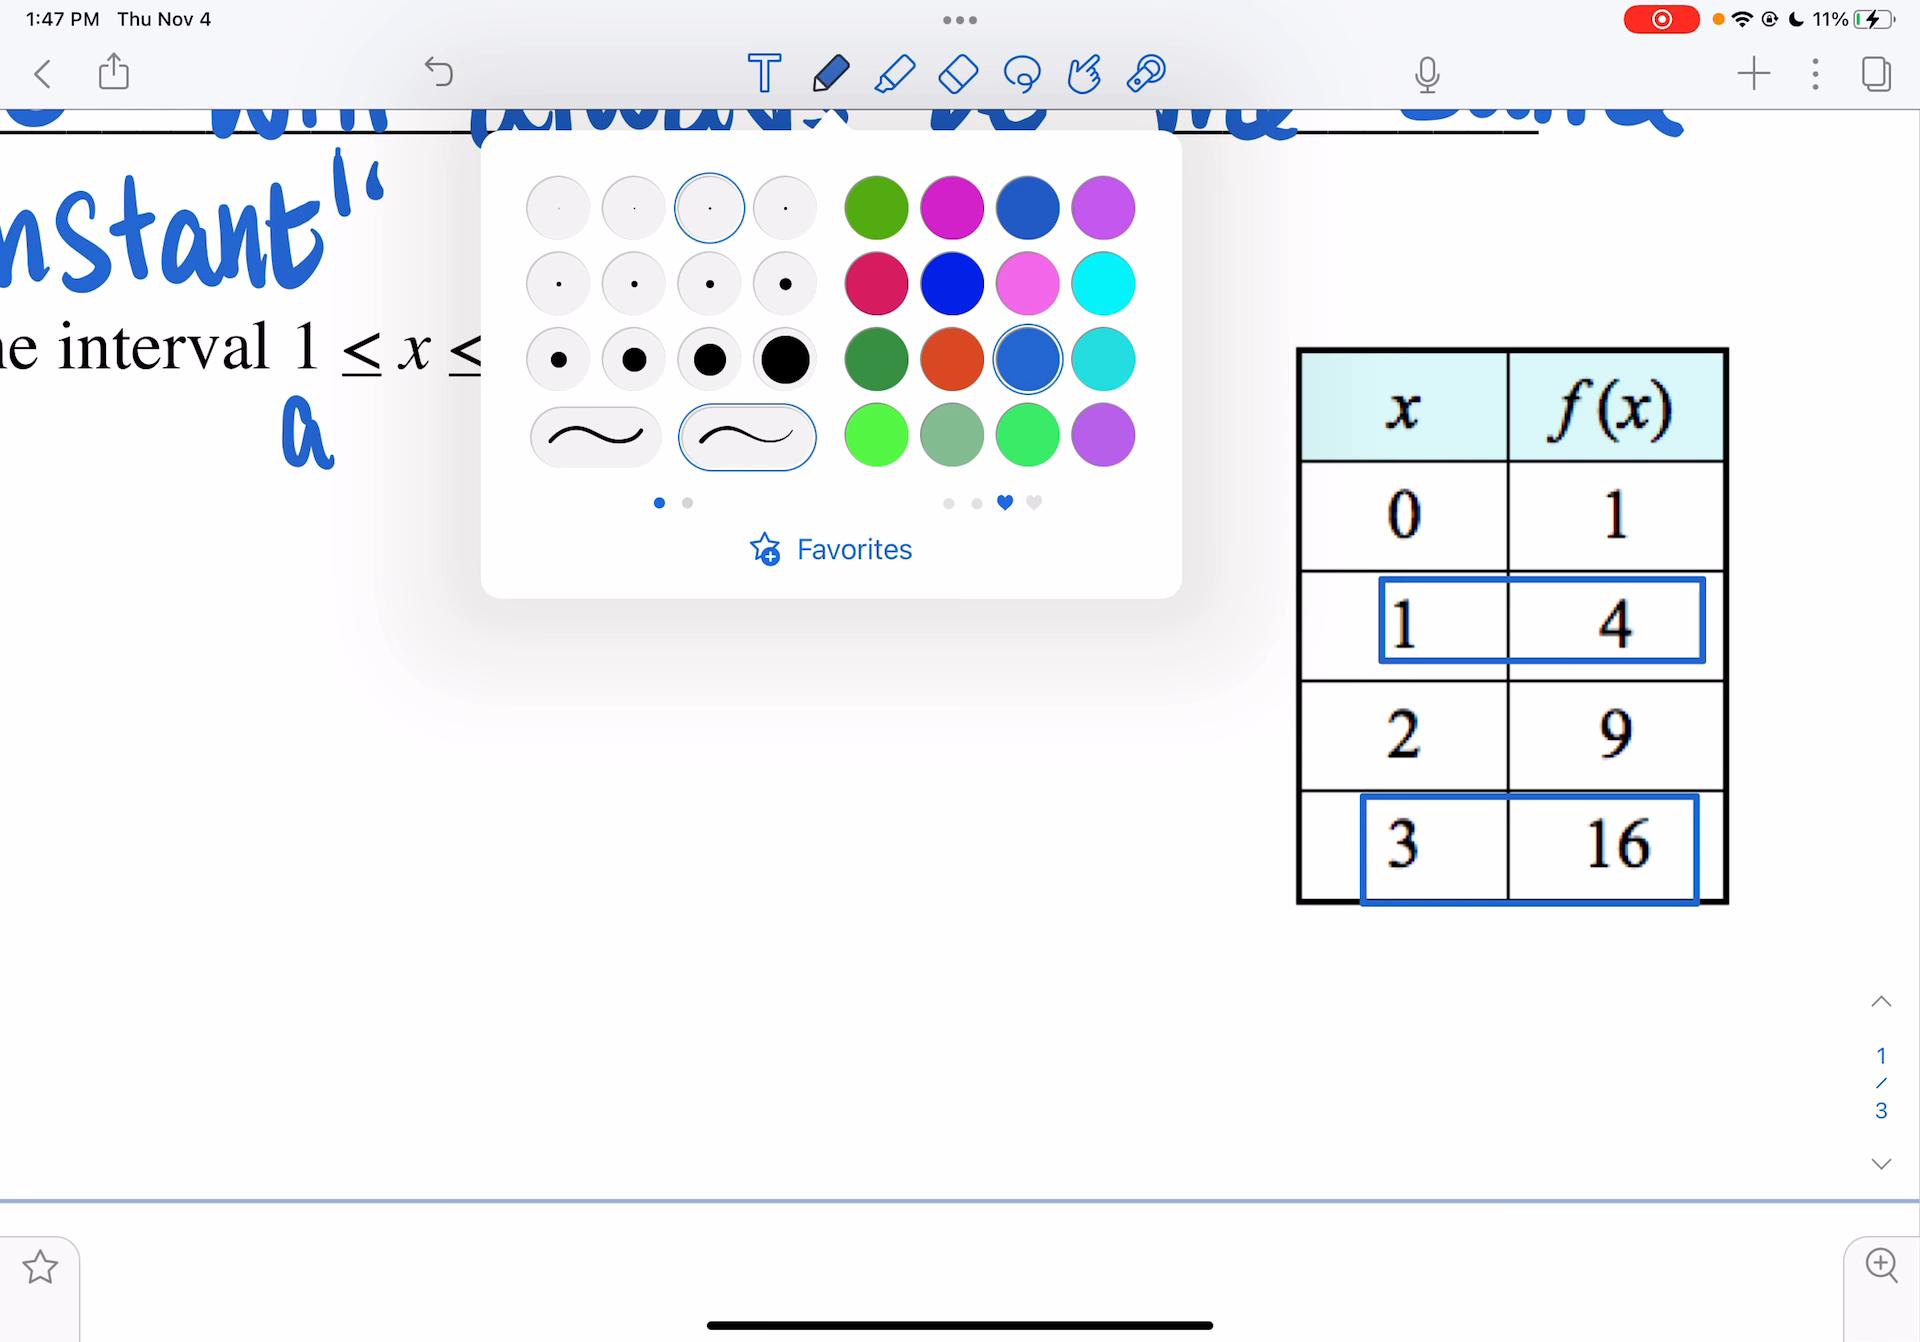 1:47 PM Thu Nov 4
11%
T
nstant"
e interval 1 ≤ x ≤
a
Favorites
x f(x)
0 1
1 4
2 9
3 16
1
/
3